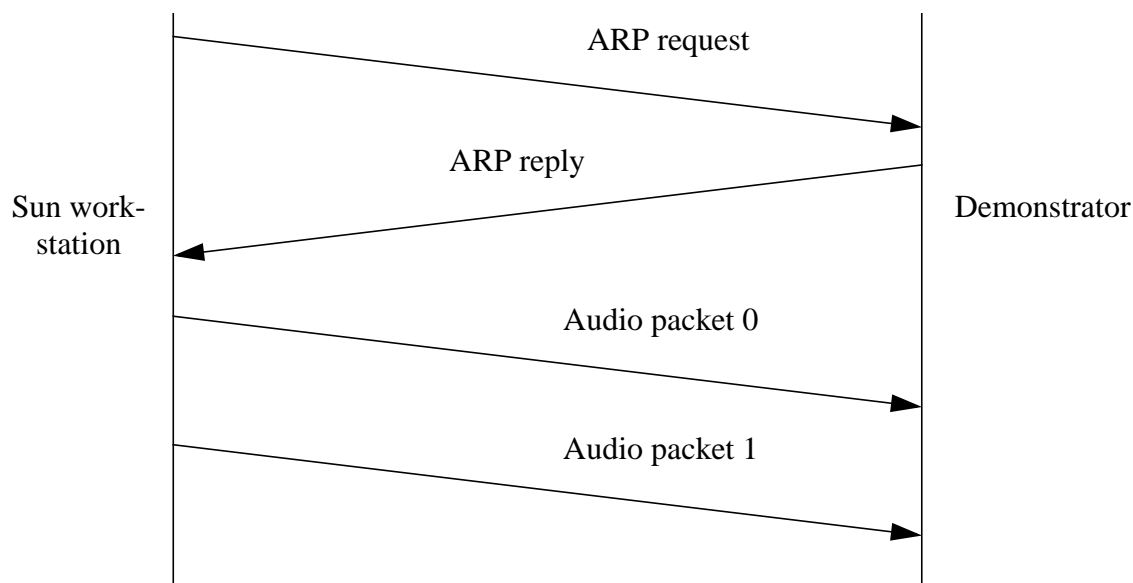 ARP request
ARP reply
Sun work-
station
Demonstrator
Audio packet 0
Audio packet 1